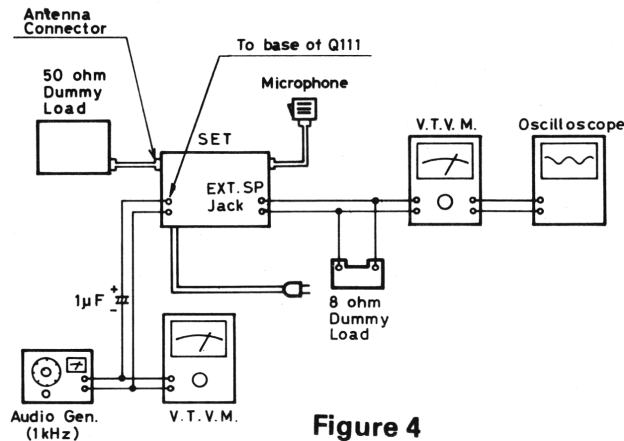 Antenna
Connector
To base of Q111
50 ohm
Dummy
Load
Microphone
SET
V.T.V.M.
Oscilloscope
EXT. SP
Jack
1µF
+
-
8 ohm
Dummy
Load
Audio Gen.
(1kHz)
V.T.V.M.
Figure 4